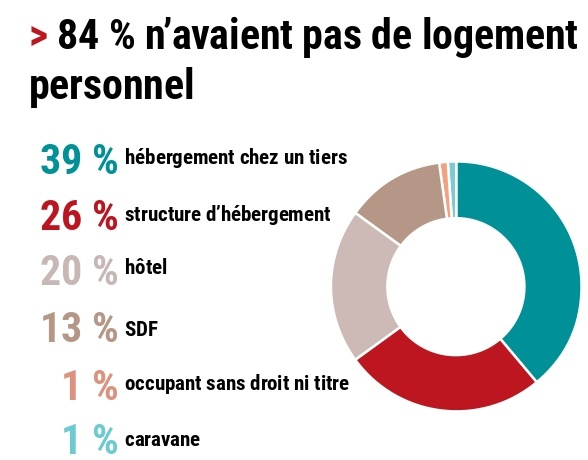 > 84 % n’avaient pas de logement
personnel
39 % hébergement chez un tiers
26 % structure d’hébergement
20 % hôtel
13 % SDF
1 % occupant sans droit ni titre
1 % caravane